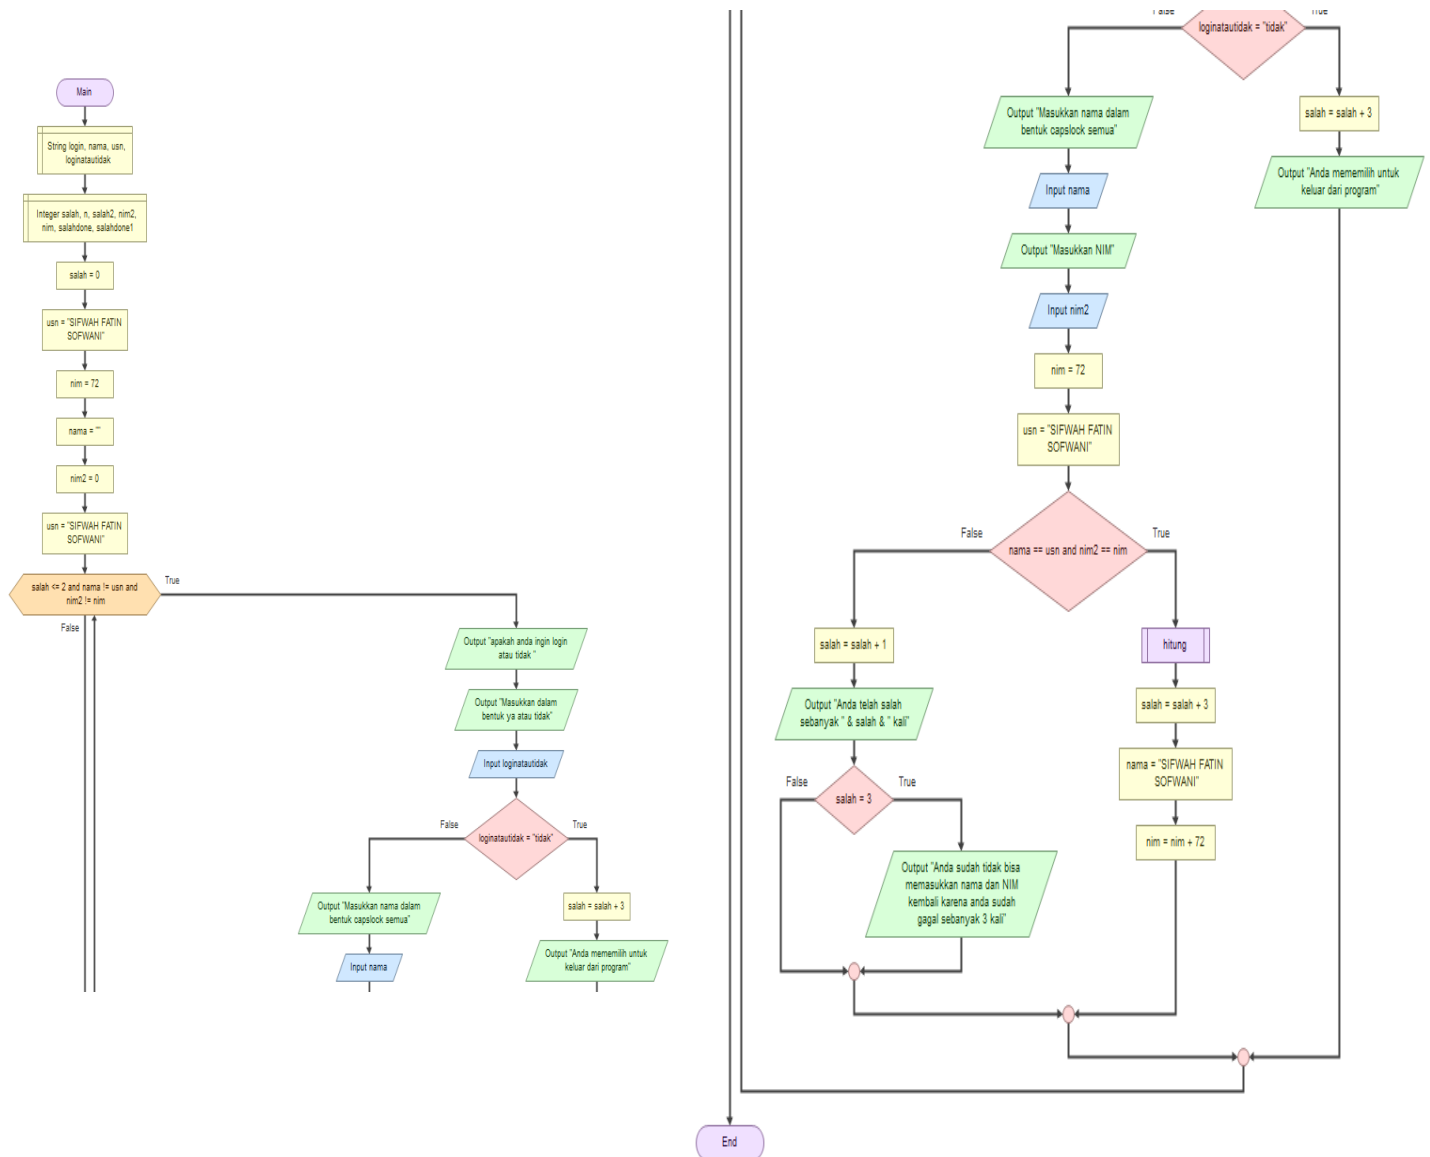 Main
String login, nama, usn,
loginatautidak
Integer salah, n, salah2, nim2,
nim, salahdone, salahdone1
salah = 0
usn = "SIFWAH FATIN
SOFWANI"
nim = 72
nama = ""
nim2 = 0
usn = "SIFWAH FATIN
SOFWANI"
salah <= 2 and nama != usn and
nim2 != nim
True
False
Output "apakah anda ingin login
atau tidak "
Output "Masukkan dalam
bentuk ya atau tidak"
Input loginatautidak
False
True
loginatautidak = "tidak"
Output "Masukkan nama dalam
bentuk capslock semua"
Input nama
salah = salah + 3
Output "Anda mememilih untuk
keluar dari program"
False
True
loginatautidak = "tidak"
Output "Masukkan nama dalam
bentuk capslock semua"
Input nama
Output "Masukkan NIM"
Input nim2
nim = 72
usn = "SIFWAH FATIN
SOFWANI"
salah = salah + 3
Output "Anda mememilih untuk
keluar dari program"
False
True
nama == usn and nim2 == nim
salah = salah + 1
Output "Anda telah salah
sebanyak " & salah & " kali"
False
True
salah = 3
Output "Anda sudah tidak bisa
memasukkan nama dan NIM
kembali karena anda sudah
gagal sebanyak 3 kali"
hitung
salah = salah + 3
nama = "SIFWAH FATIN
SOFWANI"
nim = nim + 72
End